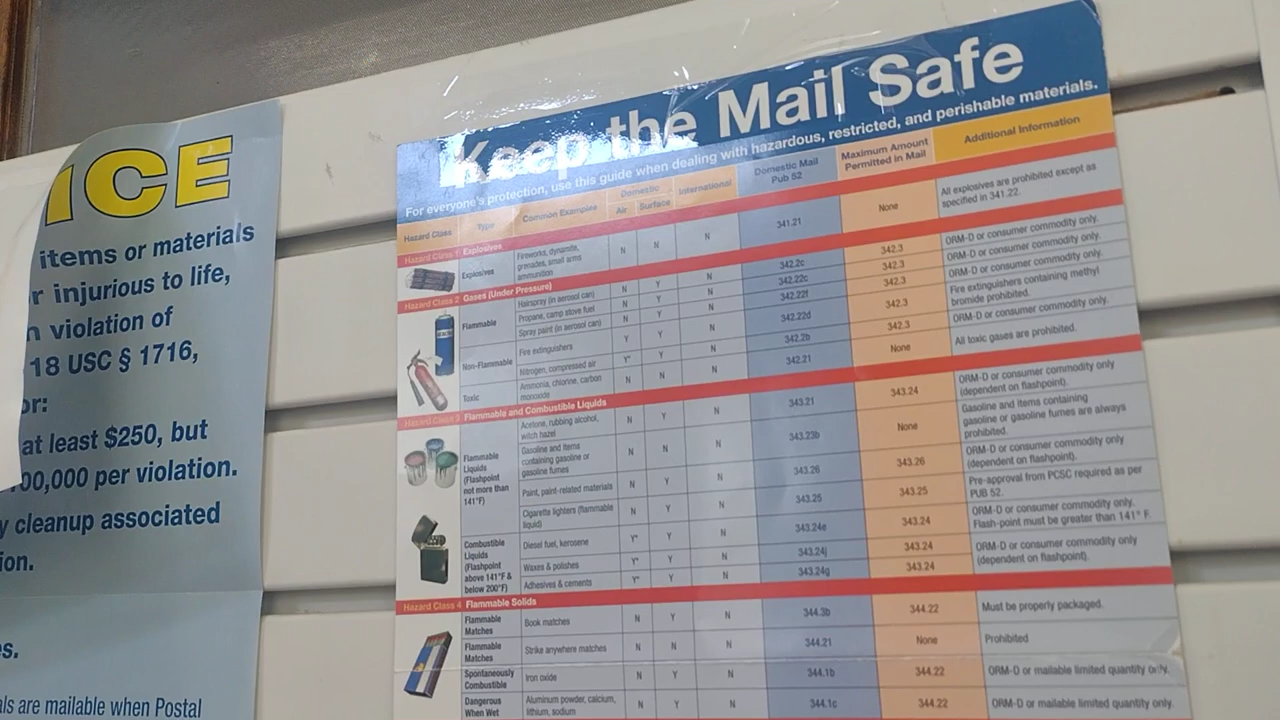 ICE
items or materials
r injurious to life,
n violation of
18 USC § 1716,
or:
at least $250, but
00,000 per violation.
y cleanup associated
ion.
s.
als are mailable when Postal
Keep the Mail Safe
For everyone's protection, use this guide when dealing with hazardous, restricted, and perishable materials.
Hazard Class Type Common Examples Domestic Air Surface International Domestic Mail Pub 52 Maximum Amount Permitted in Mail Additional Information
Hazard Class 1 Explosives
Explosives Fireworks, dynamite, grenades, small arms ammunition N N N 341.21 None All explosives are prohibited except as specified in 341.22.
Hazard Class 2 Gases (Under Pressure)
Flammable Hairspray (in aerosol can) N Y N 342.2c 342.3 ORM-D or consumer commodity only.
Propane, camp stove fuel N Y N 342.22c 342.3 ORM-D or consumer commodity only.
Spray paint (in aerosol can) N Y N 342.22f 342.3 ORM-D or consumer commodity only.
Non-Flammable Fire extinguishers Y Y N 342.22d 342.3 Fire extinguishers containing methyl bromide prohibited.
Nitrogen, compressed air Y* Y 342.2b 342.3 ORM-D or consumer commodity only.
Toxic Ammonia, chlorine, carbon monoxide N N N 342.21 None All toxic gases are prohibited.
Hazard Class 3 Flammable and Combustible Liquids
Flammable Liquids (Flashpoint not more than 141°F) Acetone, rubbing alcohol, witch hazel N Y N 343.21 343.24 ORM-D or consumer commodity only (dependent on flashpoint).
Gasoline and items containing gasoline or gasoline fumes N N N 343.23b None Gasoline and items containing gasoline or gasoline fumes are always prohibited.
Paint, paint-related materials N Y N 343.26 343.26 ORM-D or consumer commodity only (dependent on flashpoint).
Cigarette lighters (flammable liquid) N Y N 343.25 343.25 Pre-approval from PCSC required as per PUB 52.
Combustible Liquids (Flashpoint above 141°F & below 200°F) Diesel fuel, kerosene Y* Y N 343.24e 343.24 ORM-D or consumer commodity only. Flash-point must be greater than 141° F.
Waxes & polishes Y* Y N 343.24j 343.24 ORM-D or consumer commodity only (dependent on flashpoint).
Adhesives & cements Y* Y N 343.24g 343.24
Hazard Class 4 Flammable Solids
Flammable Matches Book matches N Y N 344.3b 344.22 Must be properly packaged.
Flammable Matches Strike anywhere matches N N N 344.21 None Prohibited
Spontaneously Combustible Iron oxide N Y N 344.1b 344.22 ORM-D or mailable limited quantity only.
Dangerous When Wet Aluminum powder, calcium, lithium, sodium N Y N 344.1c 344.22 ORM-D or mailable limited quantity only.